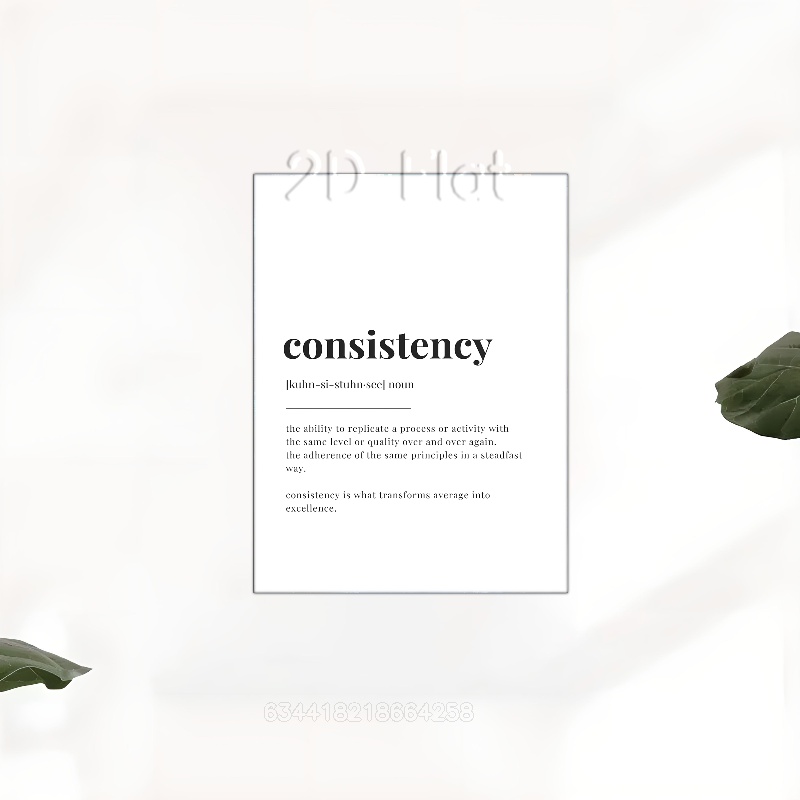 2D Flat
consistency
[kuhn-si-stuhn·see] noun
the ability to replicate a process or activity with
the same level or quality over and over again.
the adherence of the same principles in a steadfast
way.
consistency is what transforms average into
excellence.
634418218664258